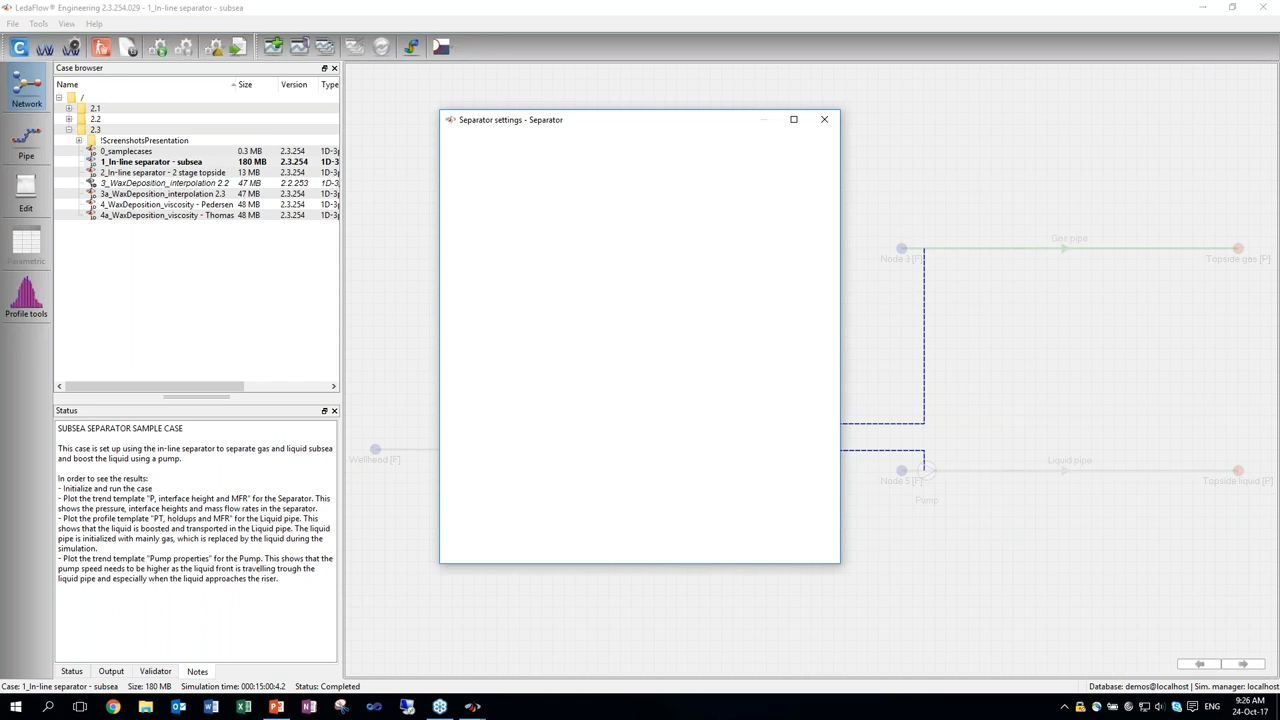 LedaFlow® Engineering 2.3.254.029 - 1_In-line separator - subsea
File Tools View Help
Case browser
Name Size Version Type
/
2.1
2.2
2.3
!ScreenshotsPresentation
0_samplecases 0.3 MB 2.3.254 1D-3p
1_In-line separator - subsea 180 MB 2.3.254 1D-3p
2_In-line separator - 2 stage topside 13 MB 2.3.254 1D-3p
3_WaxDeposition_interpolation 2.2 47 MB 2.2.253 1D-3p
3a_WaxDeposition_interpolation 2.3 47 MB 2.3.254 1D-3p
4_WaxDeposition_viscosity - Pedersen 48 MB 2.3.254 1D-3p
4a_WaxDeposition_viscosity - Thomas 48 MB 2.3.254 1D-3p
Network
Pipe
Edit
Parametric
Profile tools
Separator settings - Separator
Gas pipe
Node 3 [F]
Topside gas [P]
Wellhead [F]
Liquid pipe
Node 5 [F]
Topside liquid [P]
Pump
Status
SUBSEA SEPARATOR SAMPLE CASE
This case is set up using the in-line separator to separate gas and liquid subsea
and boost the liquid using a pump.
In order to see the results:
- Initialize and run the case
- Plot the trend template "P, interface height and MFR" for the Separator. This
shows the pressure, interface heights and mass flow rates in the separator.
- Plot the profile template "PT, holdups and MFR" for the Liquid pipe. This
shows that the liquid is boosted and transported in the Liquid pipe. The liquid
pipe is initialized with mainly gas, which is replaced by the liquid during the
simulation.
- Plot the trend template "Pump properties" for the Pump. This shows that the
pump speed needs to be higher as the liquid front is travelling trough the
liquid pipe and especially when the liquid approaches the riser.
Status Output Validator Notes
Case: 1_In-line separator - subsea Size: 180 MB Simulation time: 000:15:00:4.2 Status: Completed
Database: demos@localhost | Sim. manager: localhost
ENG
9:26 AM
24-Oct-17